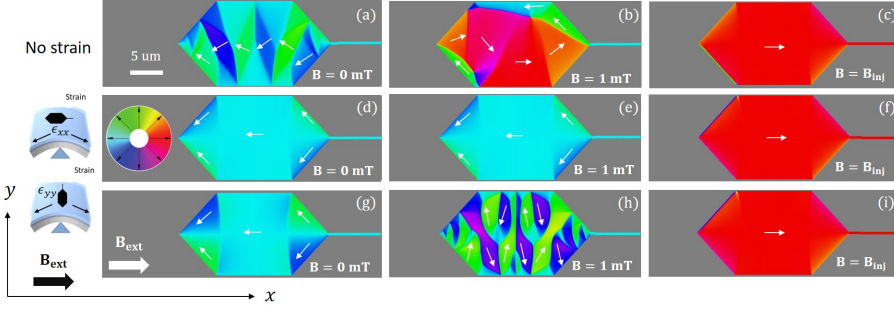 (a)
(b)
(c)
No strain
5 um
B = 0 mT
B = 1 mT
B = B_inj
Strain
ϵ_xx
(d)
(e)
(f)
B = 0 mT
B = 1 mT
B = B_inj
Strain
ϵ_yy
(g)
(h)
(i)
y
B_ext
B_ext
B = 0 mT
B = 1 mT
B = B_inj
x